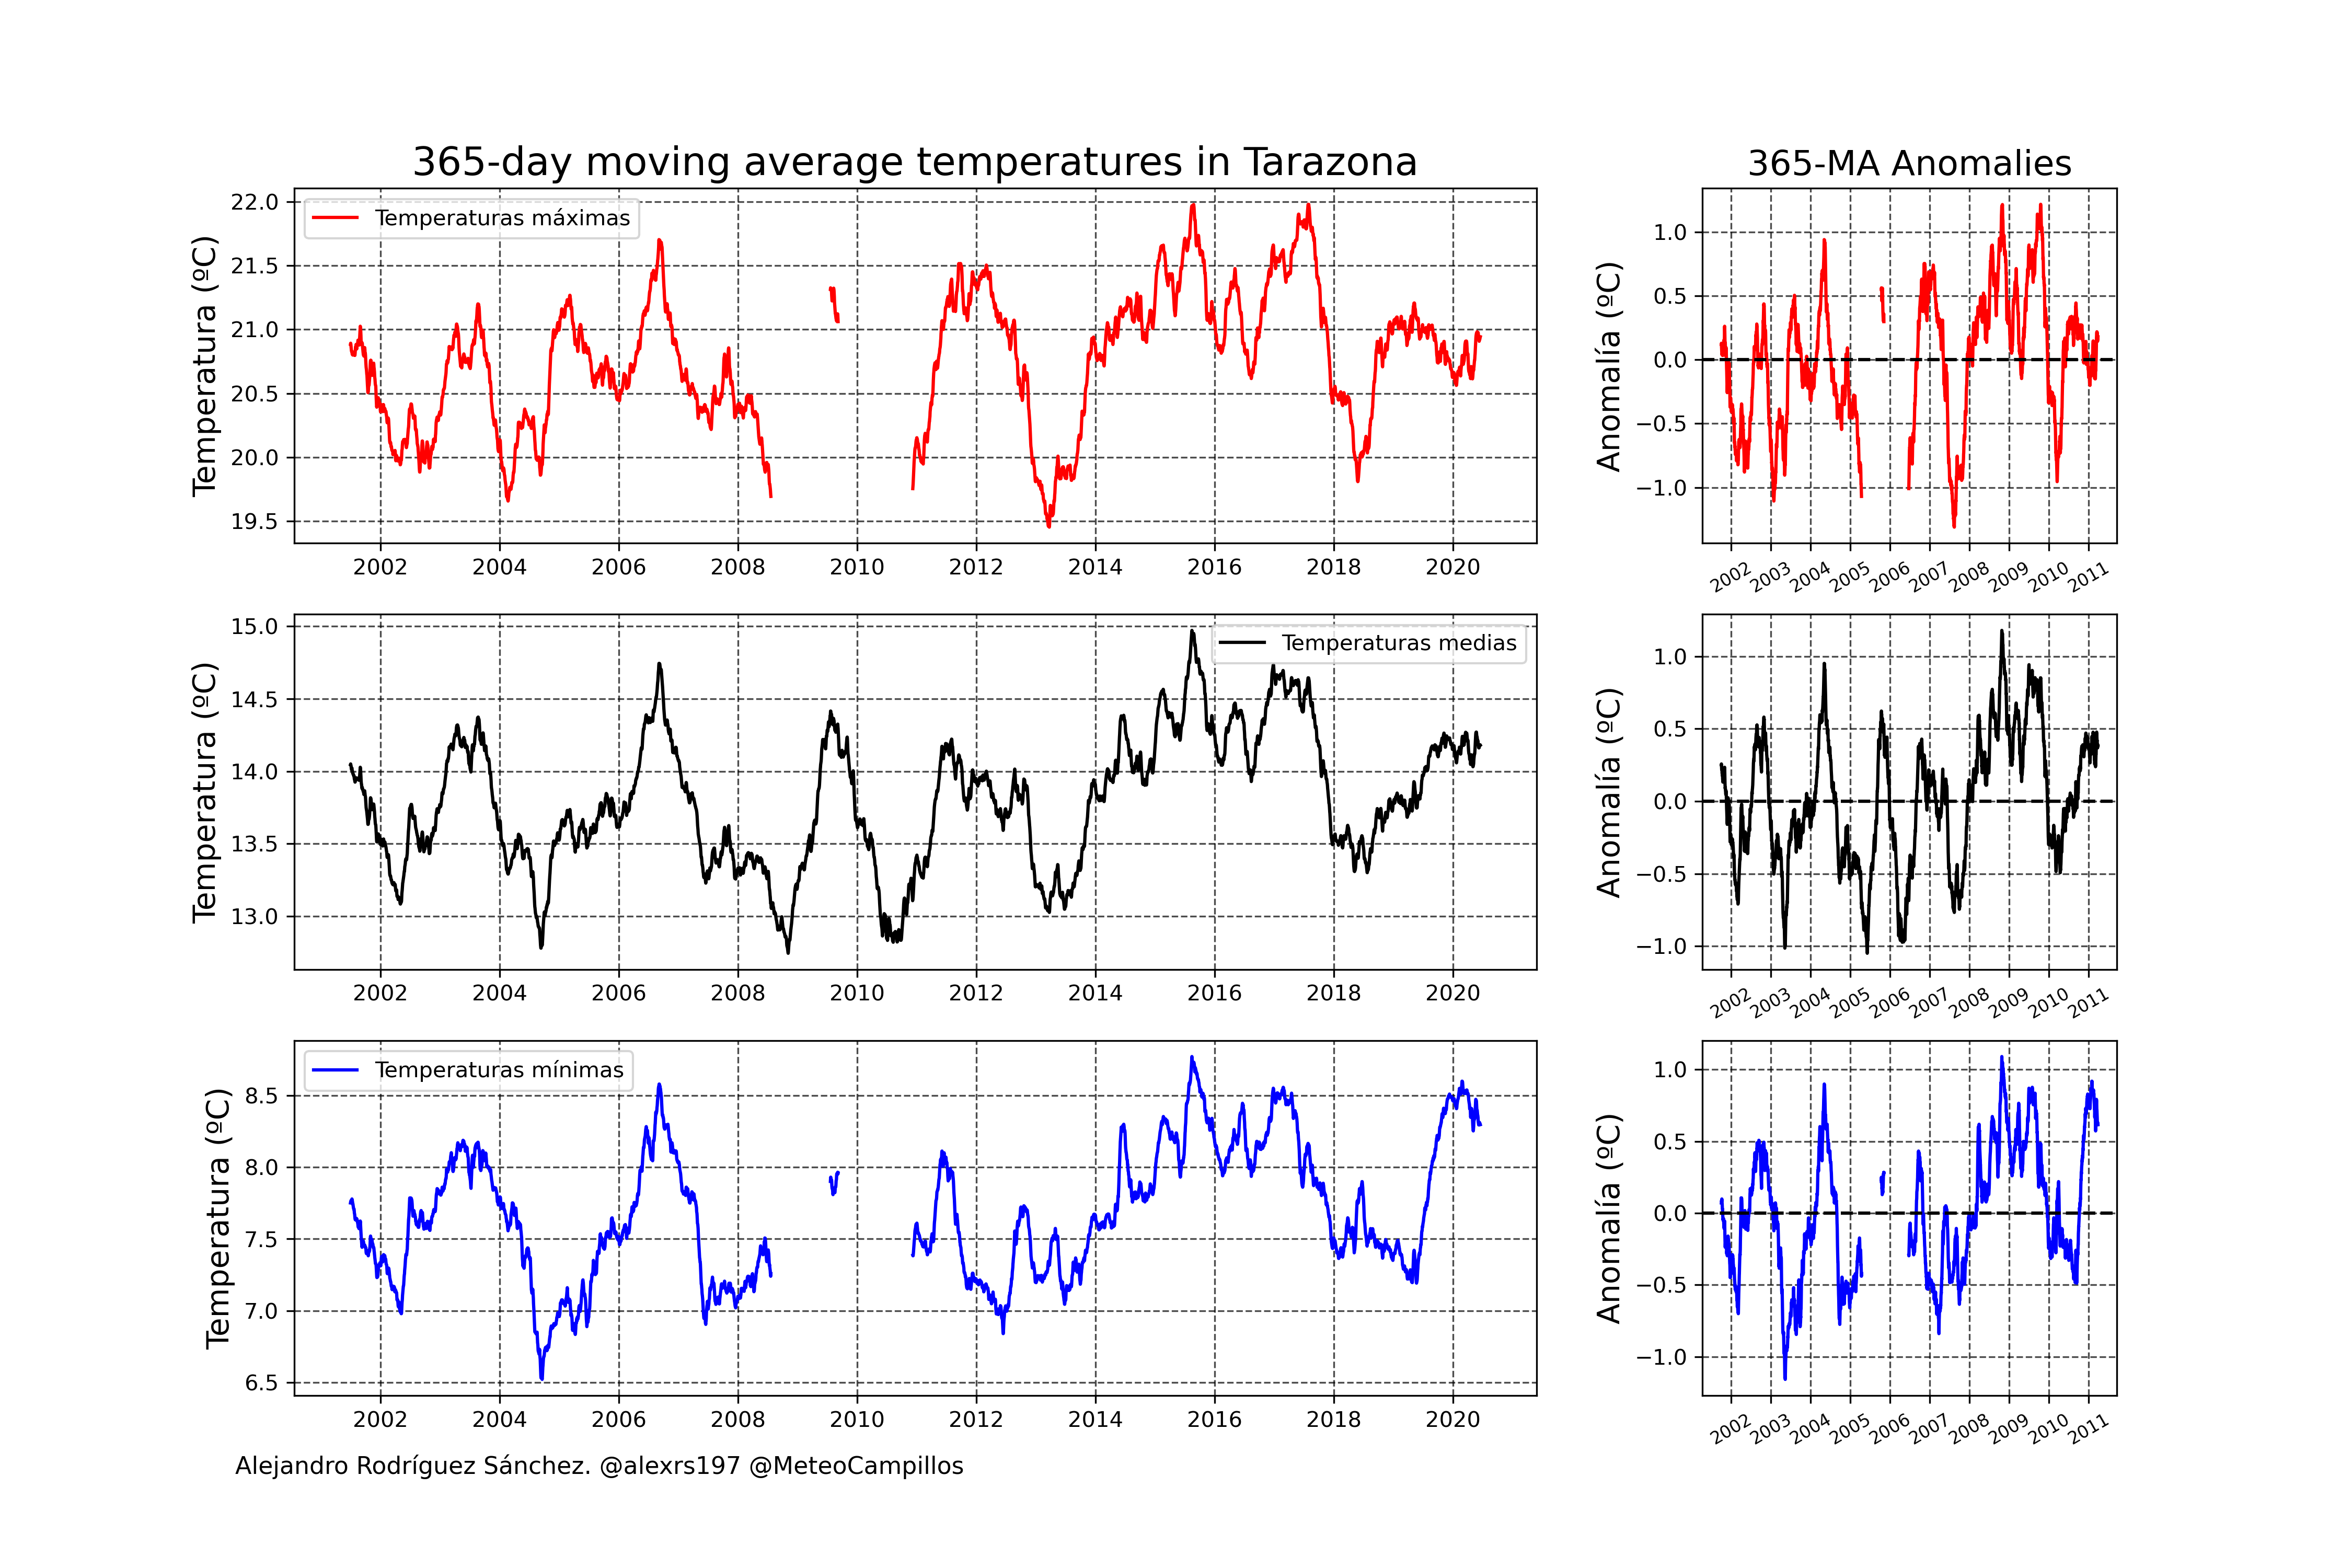 365-day moving average temperatures in Tarazona
365-MA Anomalies
Temperatura (ºC)
22.0
21.5
21.0
20.5
20.0
19.5
Temperaturas máximas
2002 2004 2006 2008 2010 2012 2014 2016 2018 2020
Anomalía (ºC)
1.0
0.5
0.0
−0.5
−1.0
2002 2003 2004 2005 2006 2007 2008 2009 2010 2011
Temperatura (ºC)
15.0
14.5
14.0
13.5
13.0
Temperaturas medias
2002 2004 2006 2008 2010 2012 2014 2016 2018 2020
Anomalía (ºC)
1.0
0.5
0.0
−0.5
−1.0
2002 2003 2004 2005 2006 2007 2008 2009 2010 2011
Temperatura (ºC)
8.5
8.0
7.5
7.0
6.5
Temperaturas mínimas
2002 2004 2006 2008 2010 2012 2014 2016 2018 2020
Anomalía (ºC)
1.0
0.5
0.0
−0.5
−1.0
2002 2003 2004 2005 2006 2007 2008 2009 2010 2011
Alejandro Rodríguez Sánchez. @alexrs197 @MeteoCampillos